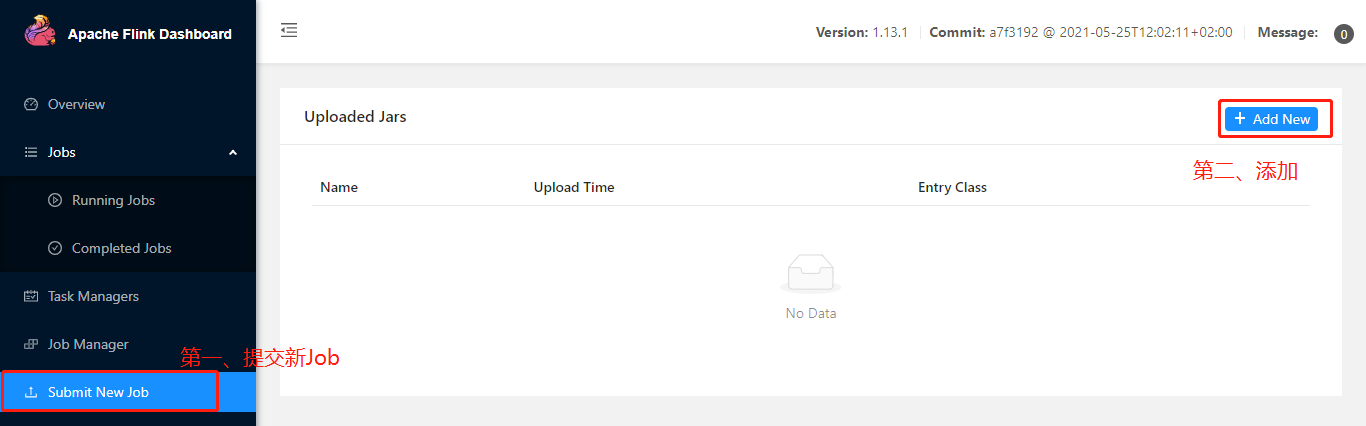 Apache Flink Dashboard
Version: 1.13.1 Commit: a7f3192 @ 2021-05-25T12:02:11+02:00 Message: 0
Overview
Jobs
Running Jobs
Completed Jobs
Task Managers
Job Manager
第一、提交新Job
Submit New Job
Uploaded Jars
Add New
第二、添加
Name Upload Time Entry Class
No Data